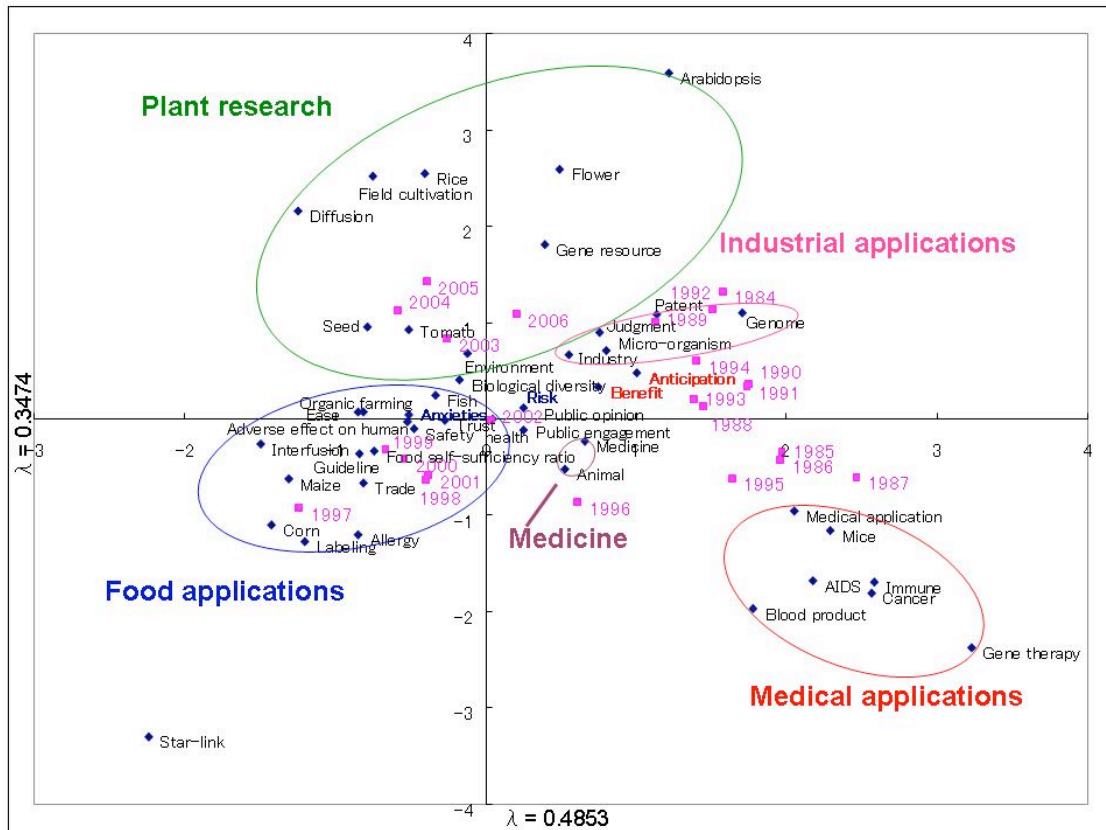 4
Arabidopsis
Plant research
3
Rice
Flower
Field cultivation
Diffusion
2
Gene resource
Industrial applications
2005
1992
1984
2004
Patent
2006
1989
Genome
1
Seed
Tomato
Judgment
2003
Micro-organism
Industry
Environment
1994
Anticipation
1990
Biological diversity
Benefit
1991
Fish
Risk
1993
Organic farming
Ease
Anxieties
2002
Public opinion
1988
Adverse effect on human
Trust
health
Safety
Public engagement
-3
-2
-1
0
1
2
3
4
Interfusion
1999
Food self-sufficiency ratio
Medicine
1985
Guideline
2000
Animal
1986
Maize
Trade
2001
1998
1995
1987
1997
1996
-1
Corn
Labeling
Allergy
Medicine
Medical application
Mice
Food applications
AIDS
Immune
Cancer
Blood product
-2
Gene therapy
Medical applications
-3
Star-link
-4
λ = 0.3474
λ = 0.4853